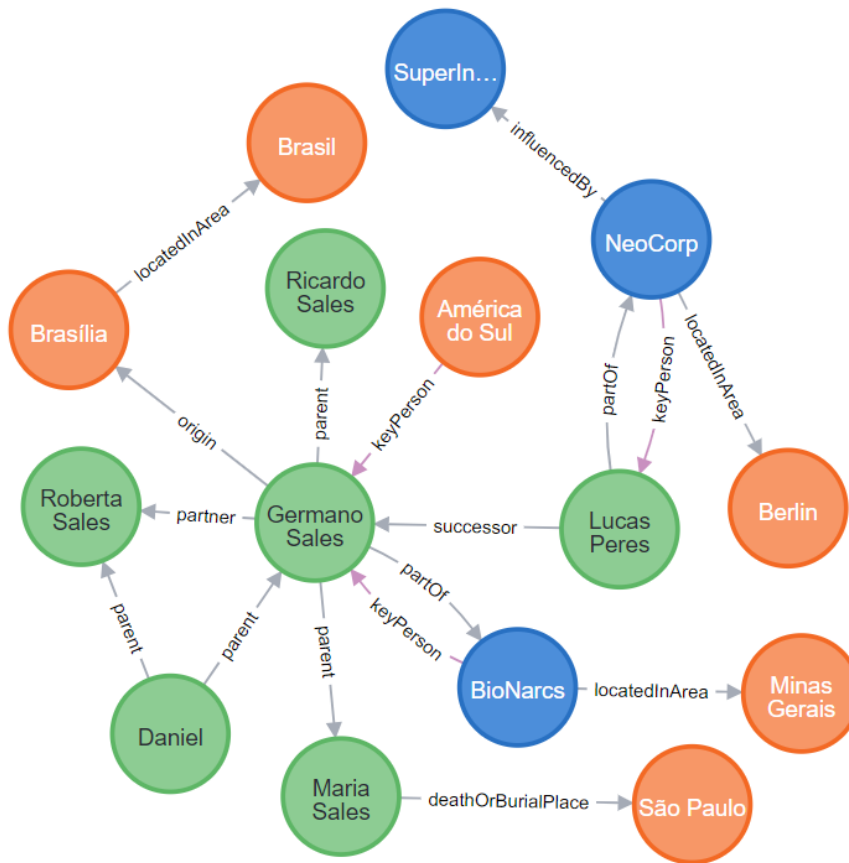 SuperIn...
Brasil
influencedBy
locatedInArea
NeoCorp
Ricardo
Sales
América
do Sul
Brasília
partOf
keyPerson
locatedInArea
parent
keyPerson
origin
Roberta
Sales
partner
Germano
Sales
successor
Lucas
Peres
Berlin
partOf
keyPerson
parent
parent
parent
BioNarcs
locatedInArea
Minas
Gerais
Daniel
Maria
Sales
deathOrBurialPlace
São Paulo